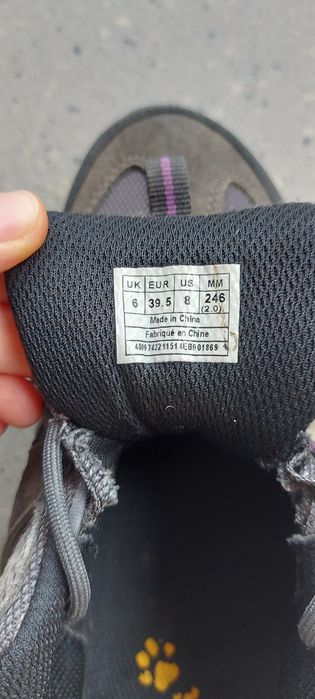 UK EUR US MM
6 39.5 8 246
(2.0)
Made in China
Fabriqué en Chine